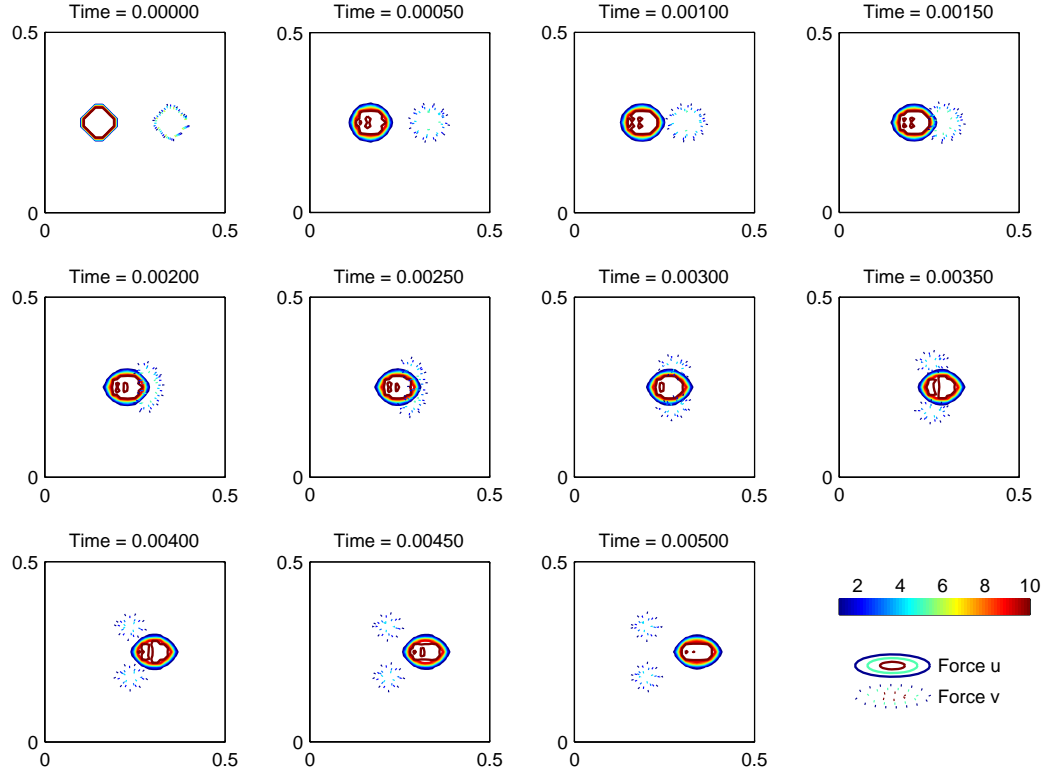 Time = 0.00000 Time = 0.00050 Time = 0.00100 Time = 0.00150
0.5 0.5 0.5 0.5
0 0 0 0
0 0.5 0 0.5 0 0.5 0 0.5
Time = 0.00200 Time = 0.00250 Time = 0.00300 Time = 0.00350
0.5 0.5 0.5 0.5
0 0 0 0
0 0.5 0 0.5 0 0.5 0 0.5
Time = 0.00400 Time = 0.00450 Time = 0.00500
0.5 0.5 0.5
2 4 6 8 10
Force u
Force v
0 0 0
0 0.5 0 0.5 0 0.5